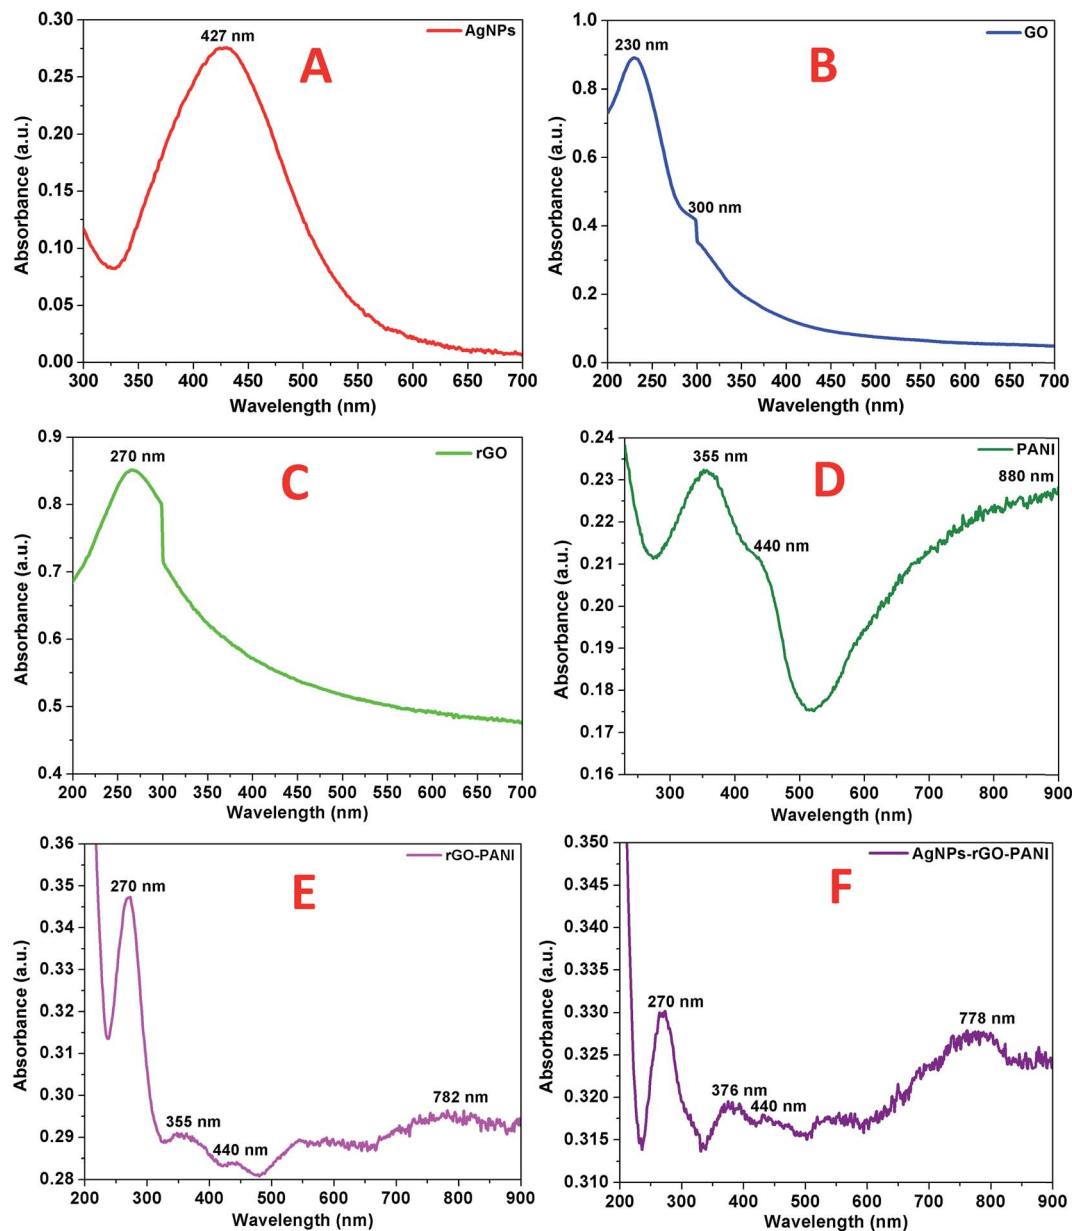 AgNPs
427 nm
A
Absorbance (a.u.)
0.30
0.25
0.20
0.15
0.10
0.05
0.00
300 350 400 450 500 550 600 650 700
Wavelength (nm)
GO
230 nm
B
300 nm
Absorbance (a.u.)
1.0
0.8
0.6
0.4
0.2
0.0
200 250 300 350 400 450 500 550 600 650 700
Wavelength (nm)
rGO
270 nm
C
Absorbance (a.u.)
0.9
0.8
0.7
0.6
0.5
0.4
200 250 300 350 400 450 500 550 600 650 700
Wavelength (nm)
PANI
355 nm
D
880 nm
440 nm
Absorbance (a.u.)
0.24
0.23
0.22
0.21
0.20
0.19
0.18
0.17
0.16
300 400 500 600 700 800 900
Wavelength (nm)
rGO-PANI
270 nm
E
355 nm
440 nm
782 nm
Absorbance (a.u.)
0.36
0.35
0.34
0.33
0.32
0.31
0.30
0.29
0.28
200 300 400 500 600 700 800 900
Wavelength (nm)
AgNPs-rGO-PANI
F
270 nm
778 nm
376 nm
440 nm
Absorbance (a.u.)
0.350
0.345
0.340
0.335
0.330
0.325
0.320
0.315
0.310
200 300 400 500 600 700 800 900
Wavelength (nm)